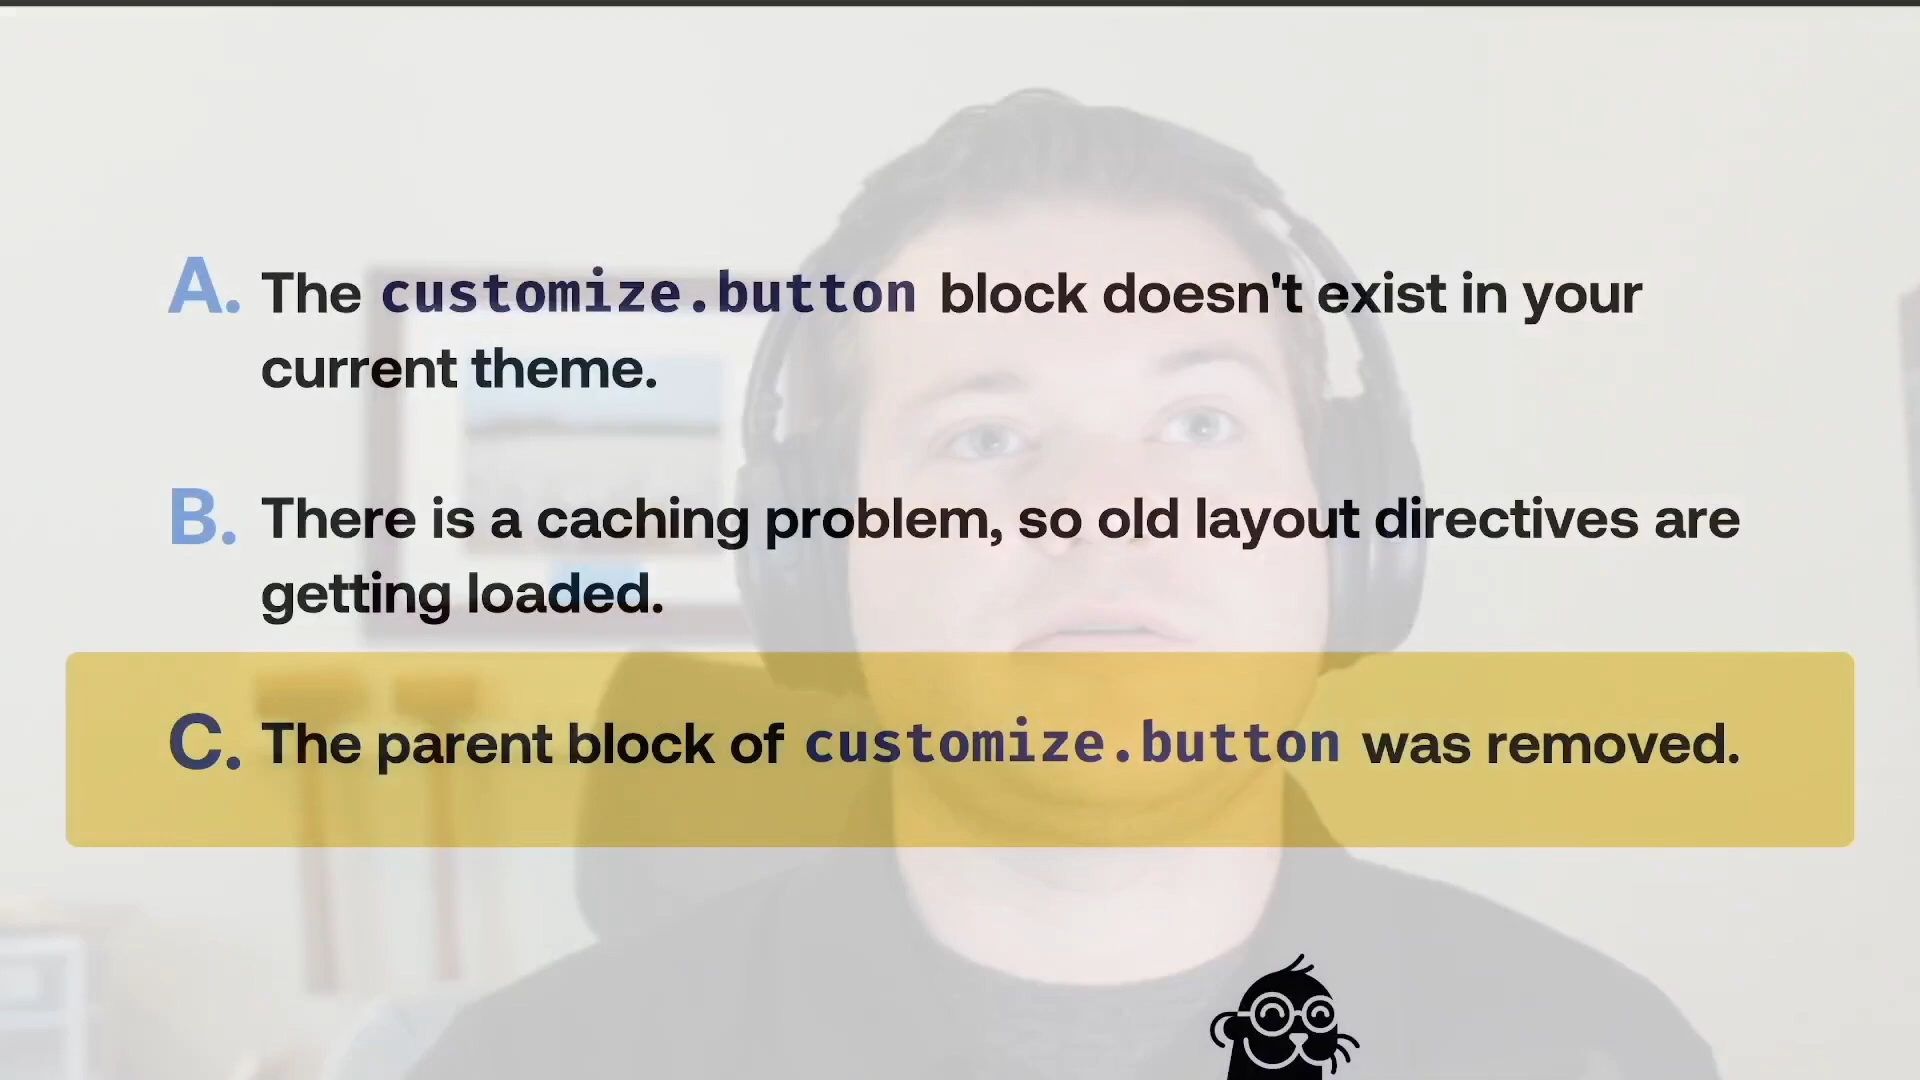 A. The customize.button block doesn't exist in your
current theme.
B. There is a caching problem, so old layout directives are
getting loaded.
C. The parent block of customize.button was removed.